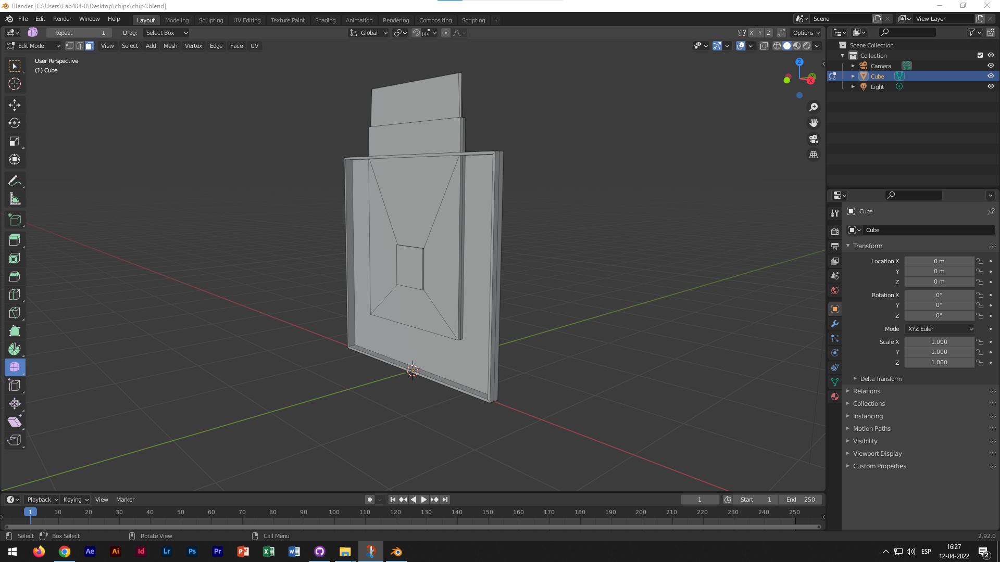 Blender [C:\Users\Lab404-8\Desktop\chips\chip4.blend]
File Edit Render Window Help Layout Modeling Sculpting UV Editing Texture Paint Shading Animation Rendering Compositing Scripting Scene View Layer
Repeat 1 Drag: Select Box Global X Y Z Options
Edit Mode View Select Add Mesh Vertex Edge Face UV
User Perspective
(1) Cube
Z
Y
X
Scene Collection
Collection
Camera
Cube
Light
Cube
Cube
Transform
Location X 0 m
Y 0 m
Z 0 m
Rotation X 0°
Y 0°
Z 0°
Mode XYZ Euler
Scale X 1.000
Y 1.000
Z 1.000
Delta Transform
Relations
Collections
Instancing
Motion Paths
Visibility
Viewport Display
Custom Properties
Playback Keying View Marker 1 Start 1 End 250
1 10 20 30 40 50 60 70 80 90 100 110 120 130 140 150 160 170 180 190 200 210 220 230 240 250
Select Box Select Rotate View Call Menu 2.92.0
Ae Ai Id Lr Ps Pr ESP 16:27
12-04-2022 2